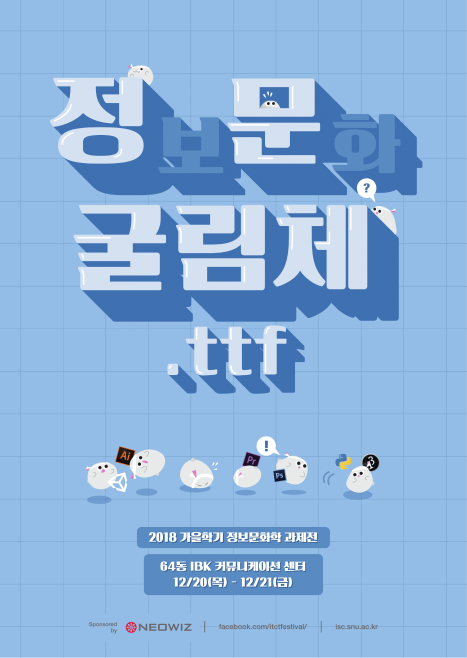 정보문화
?
굴림체
.ttf
!
Ai
Pr
Ps
2018 가을학기 정보문화학 과제전
64동 IBK 커뮤니케이션 센터
12/20(목) - 12/21(금)
Sponsored by NEOWIZ | facebook.com/itctfestival/ | isc.snu.ac.kr